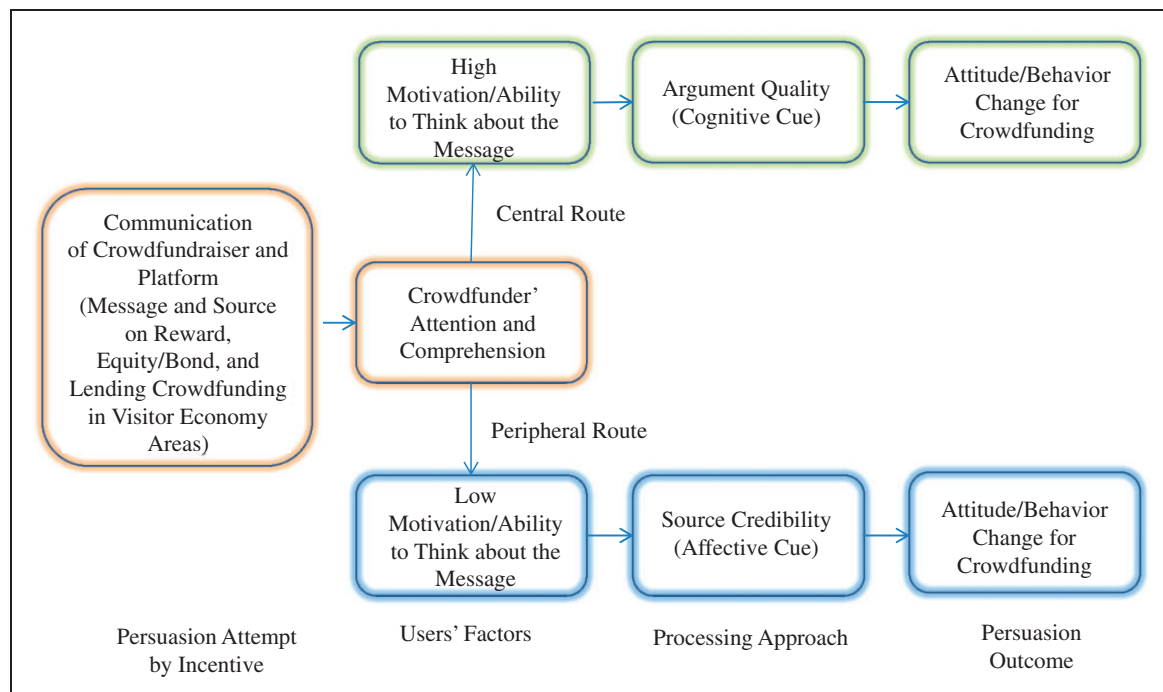 High
Motivation/Ability
to Think about the
Message
Argument Quality
(Cognitive Cue)
Attitude/Behavior
Change for
Crowdfunding
Central Route
Communication
of Crowdfundraiser and
Platform
(Message and Source
on Reward,
Equity/Bond, and
Lending Crowdfunding
in Visitor Economy
Areas)
Crowdfunder’
Attention and
Comprehension
Peripheral Route
Low
Motivation/Ability
to Think about the
Message
Source Credibility
(Affective Cue)
Attitude/Behavior
Change for
Crowdfunding
Persuasion Attempt
by Incentive
Users’ Factors
Processing Approach
Persuasion
Outcome